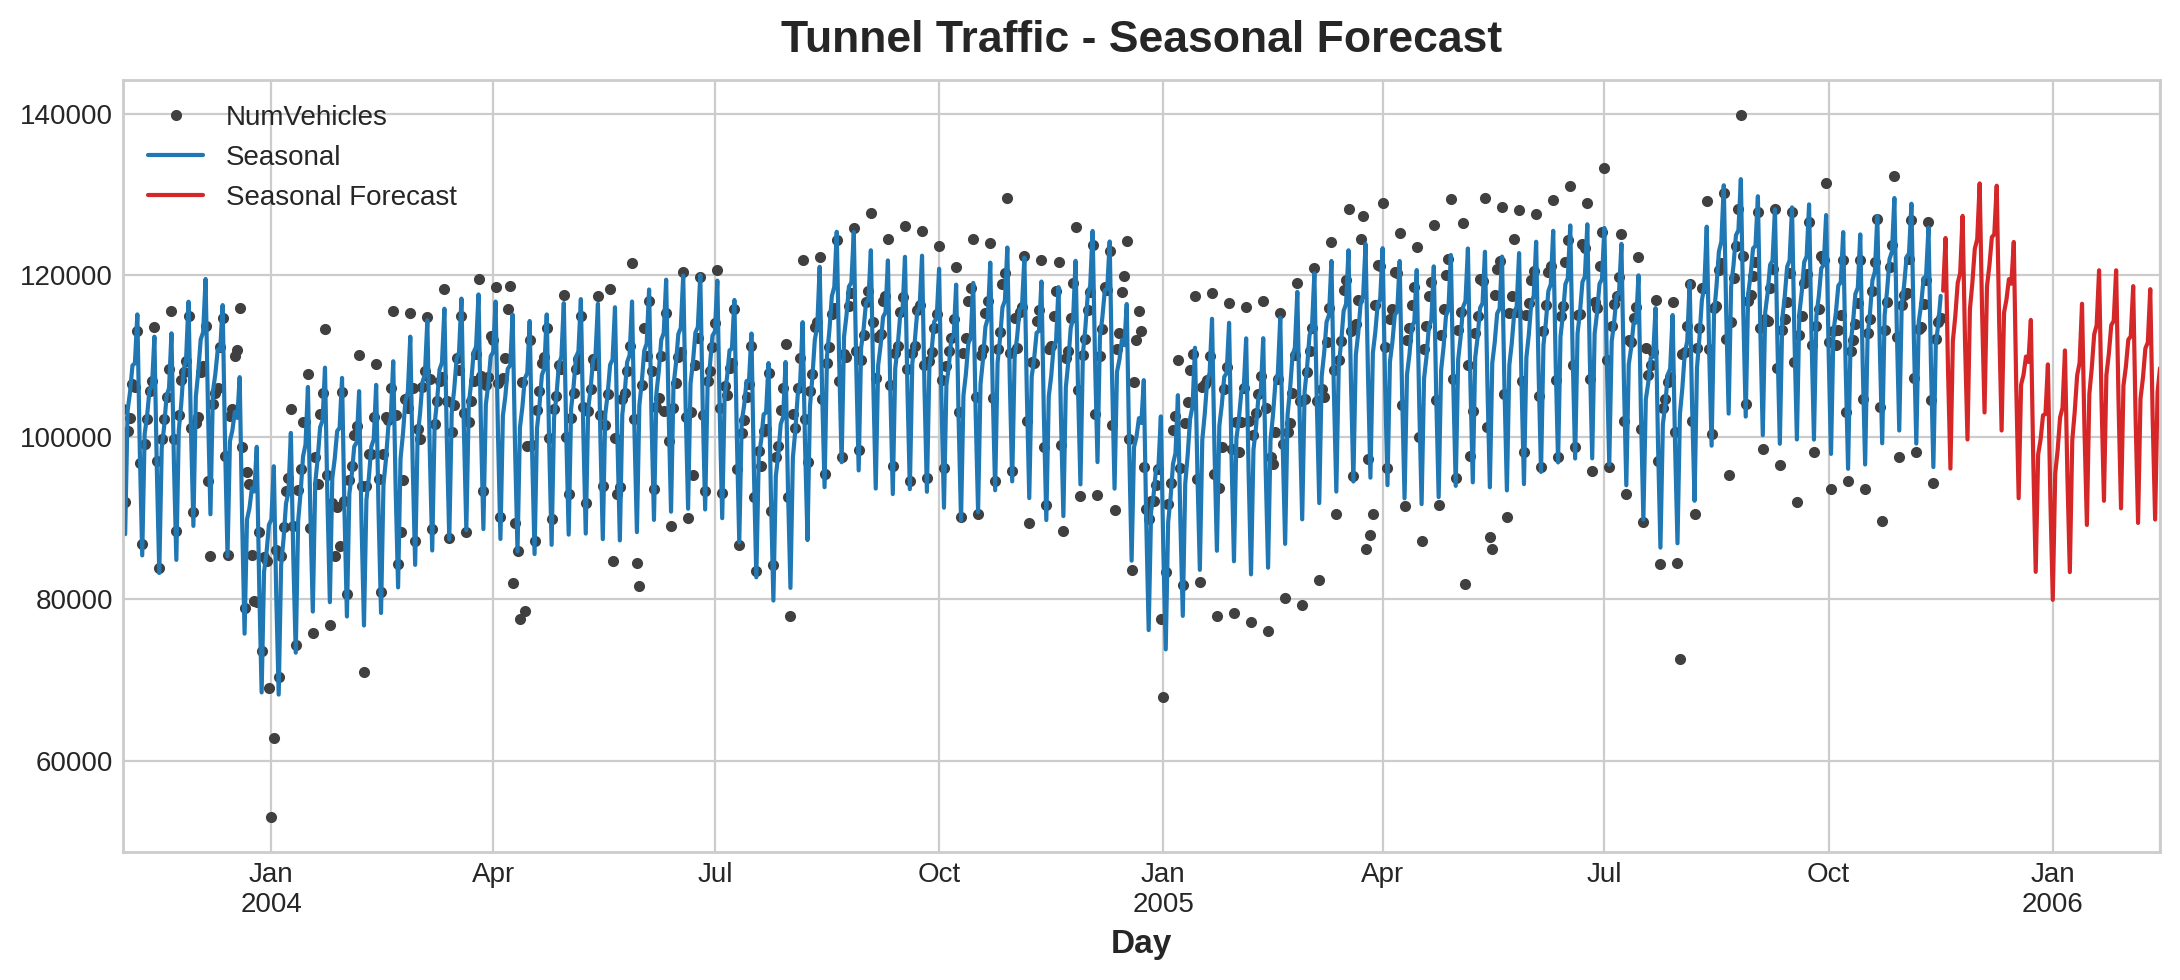 Tunnel Traffic - Seasonal Forecast
140000
120000
100000
80000
60000
NumVehicles
Seasonal
Seasonal Forecast
Jan Apr Jul Oct Jan Apr Jul Oct Jan
2004 2005 2006
Day